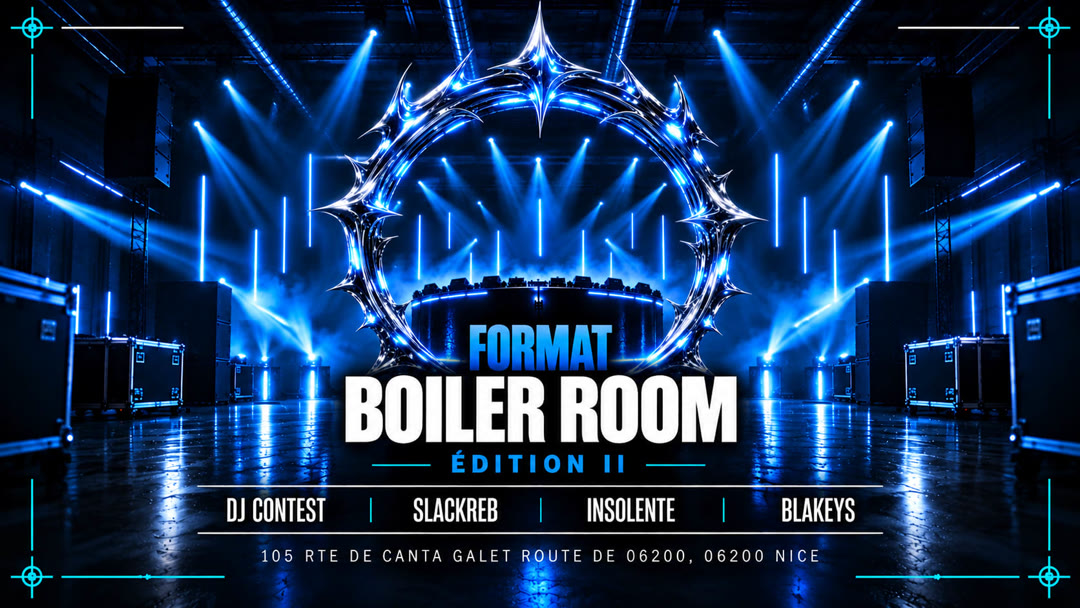 FORMAT
BOILER ROOM
ÉDITION II
DJ CONTEST | SLACKREB | INSOLENTE | BLAKEYS
105 RTE DE CANTA GALET ROUTE DE 06200, 06200 NICE